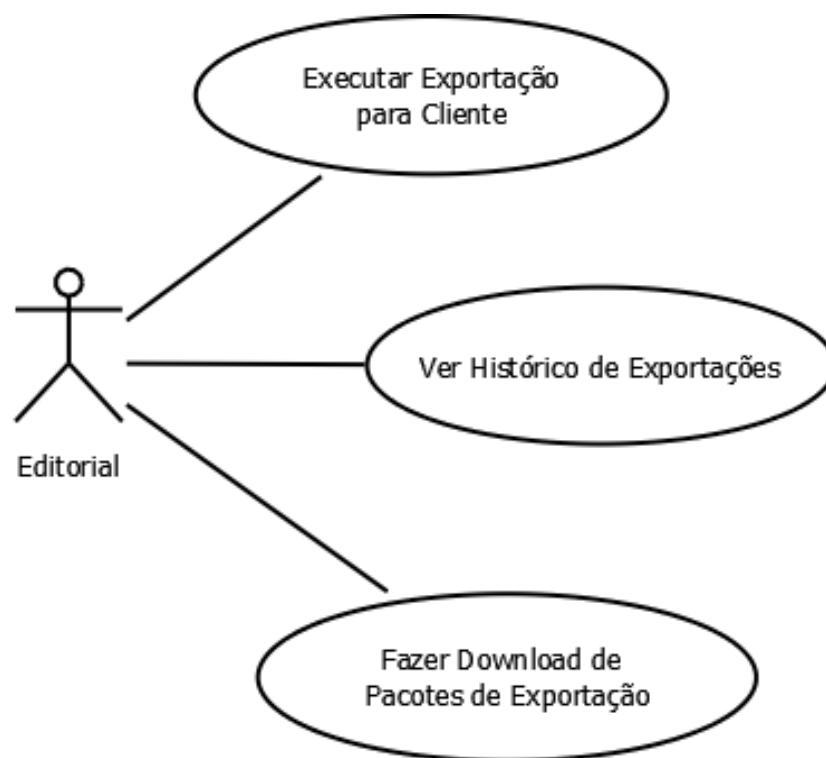 Executar Exportação
para Cliente
Ver Histórico de Exportações
Editorial
Fazer Download de
Pacotes de Exportação